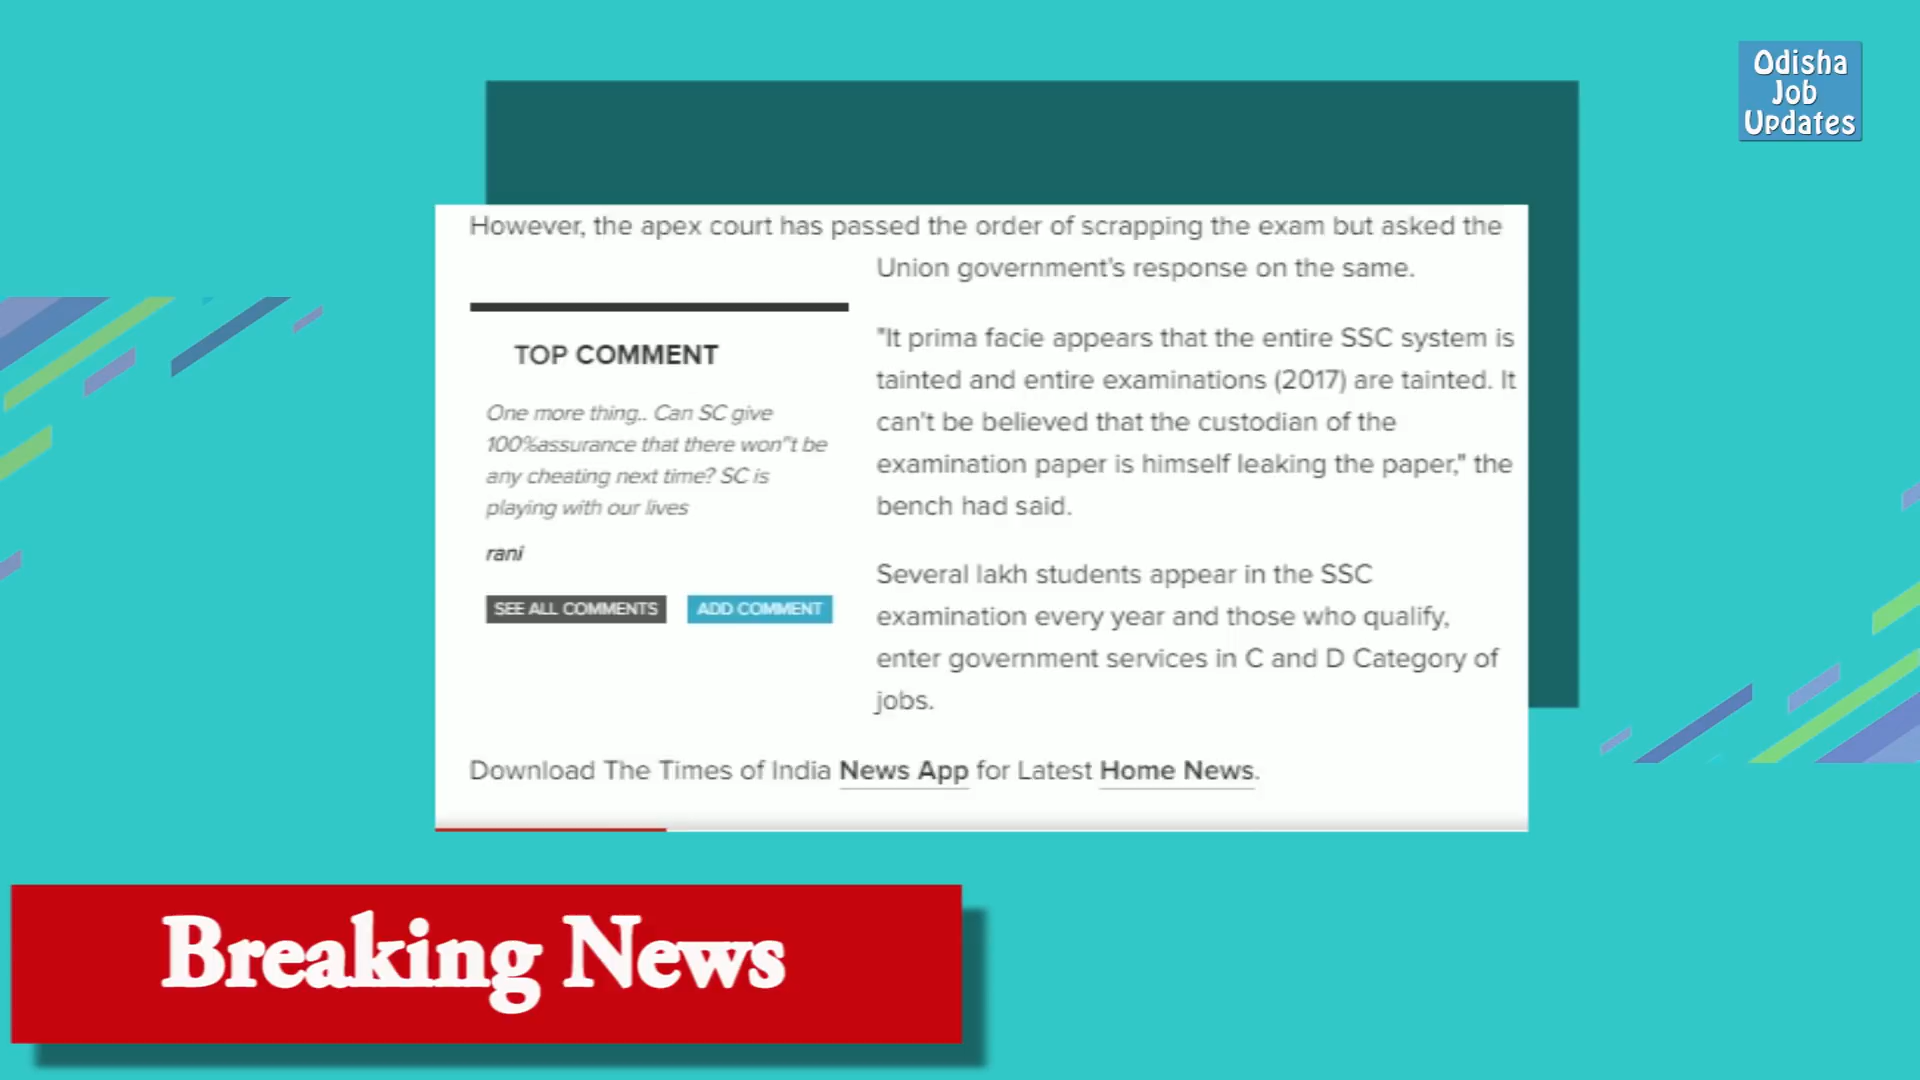 Odisha
Job
Updates
However, the apex court has passed the order of scrapping the exam but asked the
Union government's response on the same.
"It prima facie appears that the entire SSC system is
tainted and entire examinations (2017) are tainted. It
can't be believed that the custodian of the
examination paper is himself leaking the paper," the
bench had said.
Several lakh students appear in the SSC
examination every year and those who qualify,
enter government services in C and D Category of
jobs.
TOP COMMENT
One more thing.. Can SC give
100%assurance that there won"t be
any cheating next time? SC is
playing with our lives
rani
SEE ALL COMMENTS ADD COMMENT
Download The Times of India News App for Latest Home News.
Breaking News